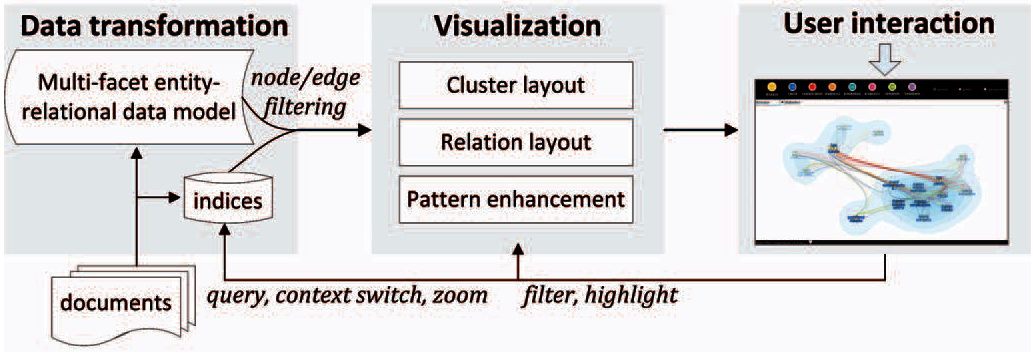 Data transformation
Multi-facet entity-
relational data model
node/edge
filtering
indices
documents
Visualization
Cluster layout
Relation layout
Pattern enhancement
User interaction
query, context switch, zoom
filter, highlight